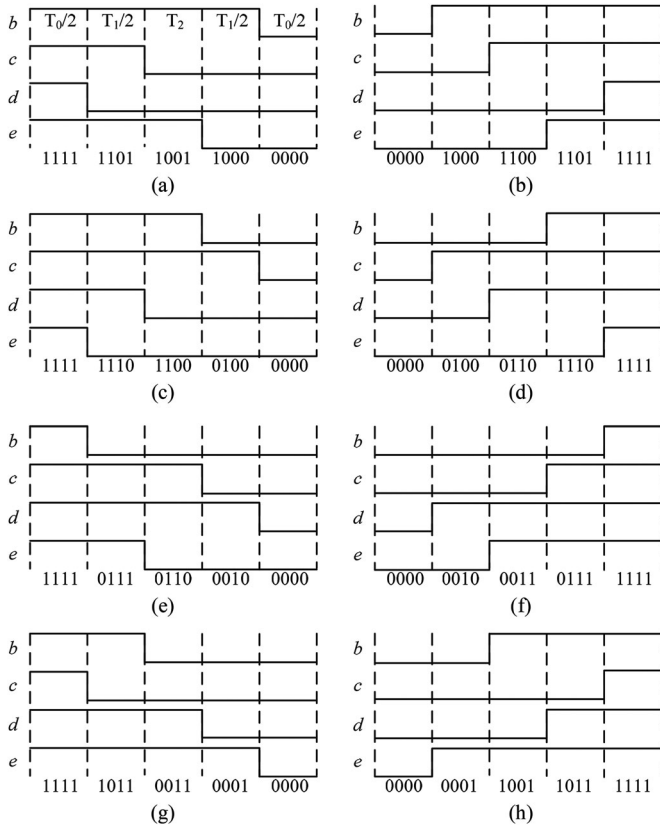 b T₀/2 T₁/2 T₂ T₁/2 T₀/2
c
d
e
1111 1101 1001 1000 0000
(a)
b
c
d
e
0000 1000 1100 1101 1111
(b)
b
c
d
e
1111 1110 1100 0100 0000
(c)
b
c
d
e
0000 0100 0110 1110 1111
(d)
b
c
d
e
1111 0111 0110 0010 0000
(e)
b
c
d
e
0000 0010 0011 0111 1111
(f)
b
c
d
e
1111 1011 0011 0001 0000
(g)
b
c
d
e
0000 0001 1001 1011 1111
(h)